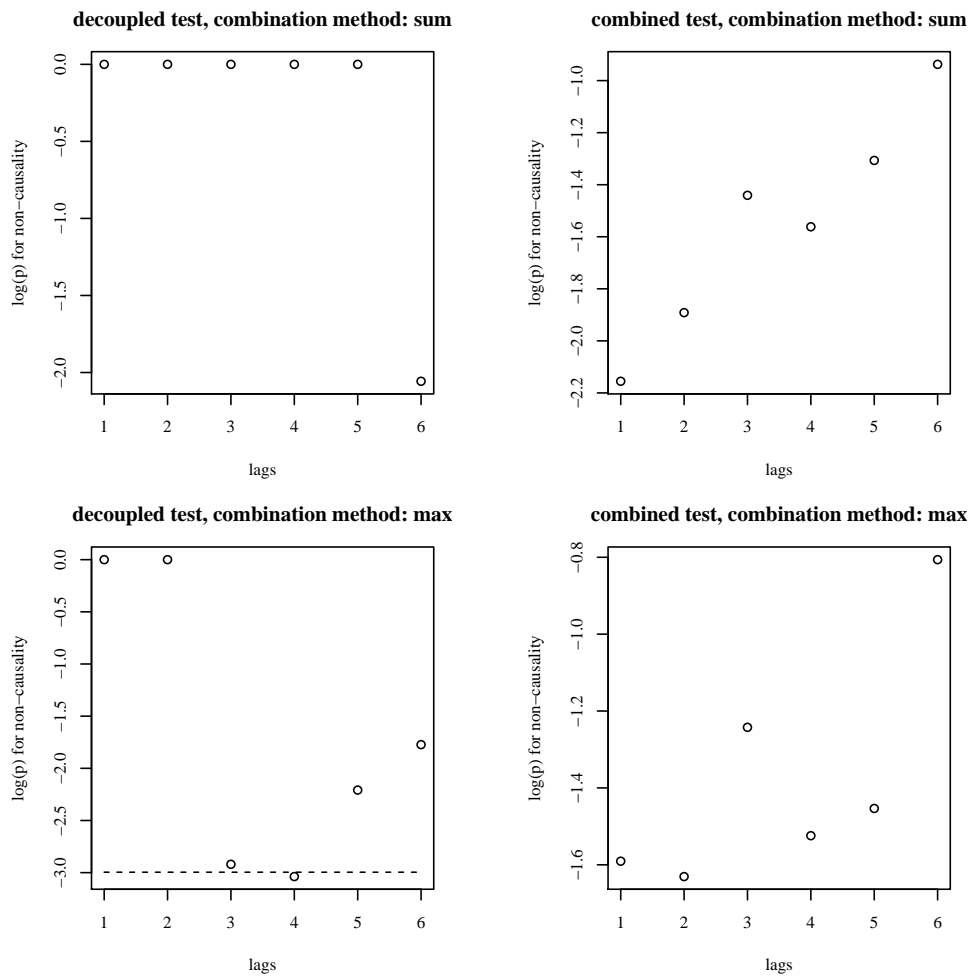 decoupled test, combination method: sum
log(p) for non−causality
0.0
−0.5
−1.0
−1.5
−2.0
1 2 3 4 5 6
lags
combined test, combination method: sum
log(p) for non−causality
−1.0
−1.2
−1.4
−1.6
−1.8
−2.0
−2.2
1 2 3 4 5 6
lags
decoupled test, combination method: max
log(p) for non−causality
0.0
−0.5
−1.0
−1.5
−2.0
−2.5
−3.0
1 2 3 4 5 6
lags
combined test, combination method: max
log(p) for non−causality
−0.8
−1.0
−1.2
−1.4
−1.6
1 2 3 4 5 6
lags